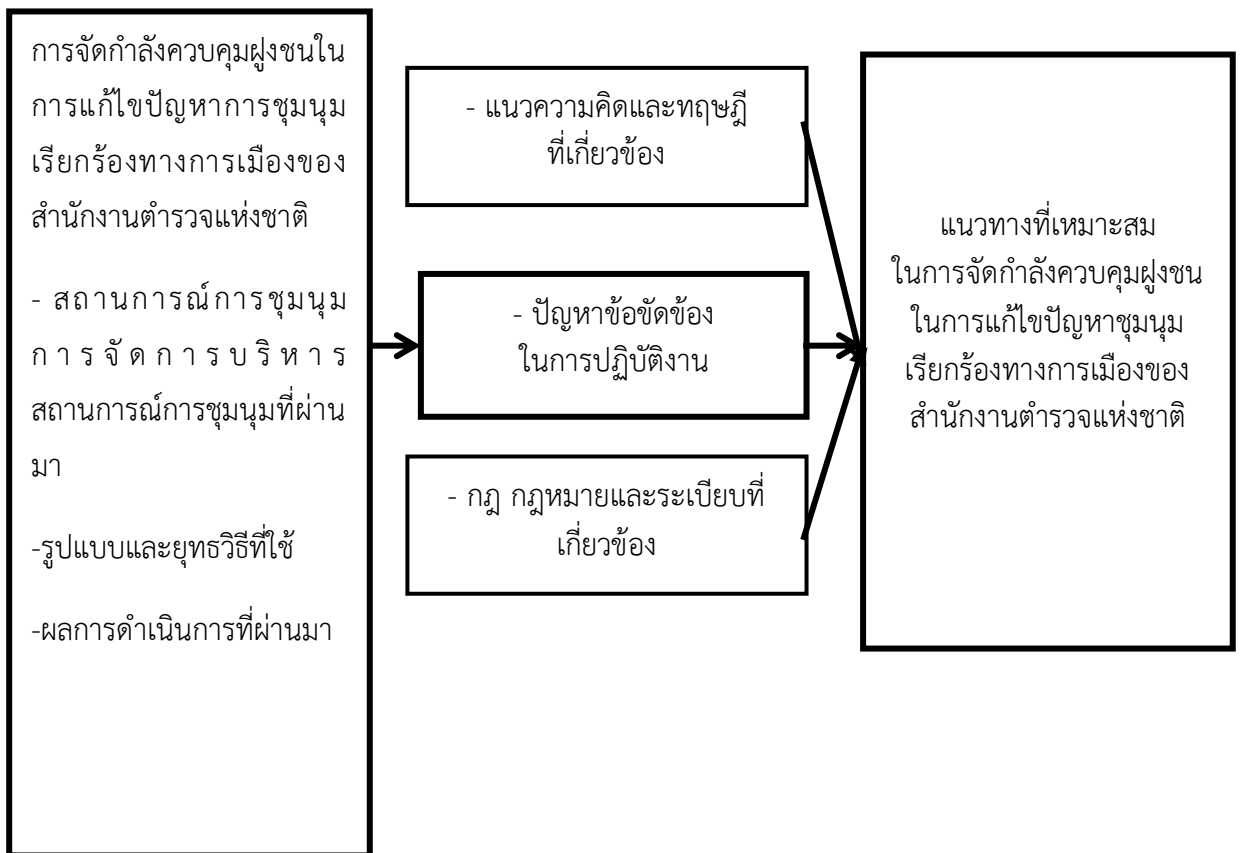 การจัดกำลังควบคุมฝูงชนใน
การแก้ไขปัญหาการชุมนุม
เรียกร้องทางการเมืองของ
สำนักงานตำรวจแห่งชาติ
- สถานการณ์การชุมนุม
การจัดการบริหาร
สถานการณ์การชุมนุมที่ผ่าน
มา
-รูปแบบและยุทธวิธีที่ใช้
-ผลการดำเนินการที่ผ่านมา
- แนวความคิดและทฤษฎี
ที่เกี่ยวข้อง
- ปัญหาข้อขัดข้อง
ในการปฏิบัติงาน
- กฎ กฎหมายและระเบียบที่
เกี่ยวข้อง
แนวทางที่เหมาะสม
ในการจัดกำลังควบคุมฝูงชน
ในการแก้ไขปัญหาชุมนุม
เรียกร้องทางการเมืองของ
สำนักงานตำรวจแห่งชาติ